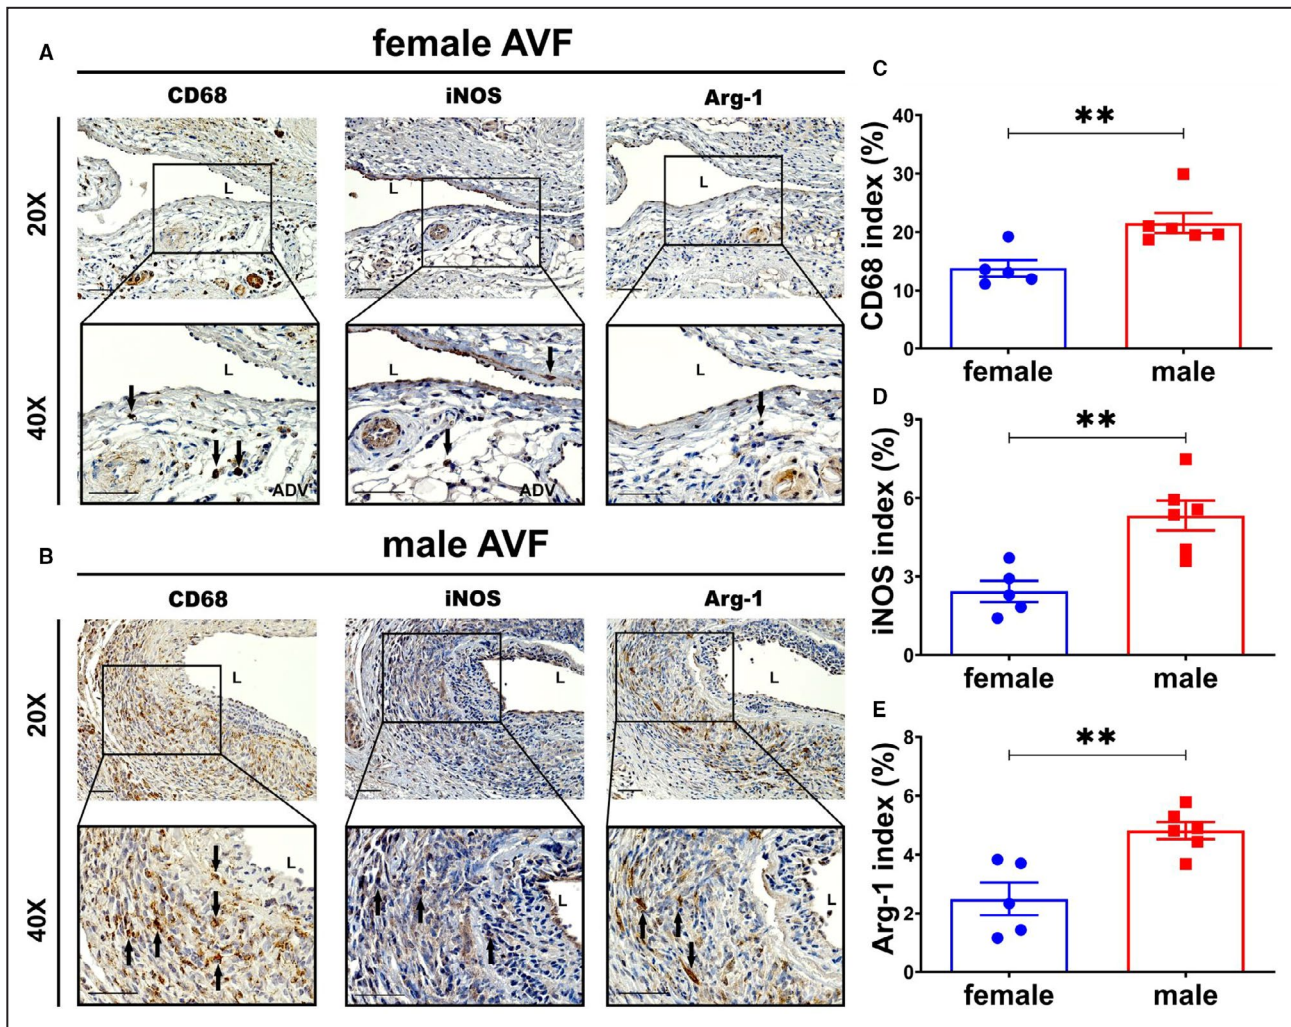 A
female AVF
CD68 iNOS Arg-1
20X
L L L
40X
L L L
ADV ADV
B
male AVF
CD68 iNOS Arg-1
20X
L L L
40X
L L L
C
CD68 index (%)
40
30
20
10
0
**
female male
D
iNOS index (%)
9
6
3
0
**
female male
E
Arg-1 index (%)
8
6
4
2
0
**
female male